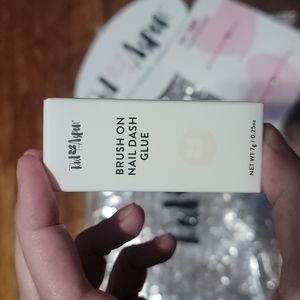 Red Aspen
BRUSH ON
NAIL DASH
GLUE
NET WT 7g / 0.25oz